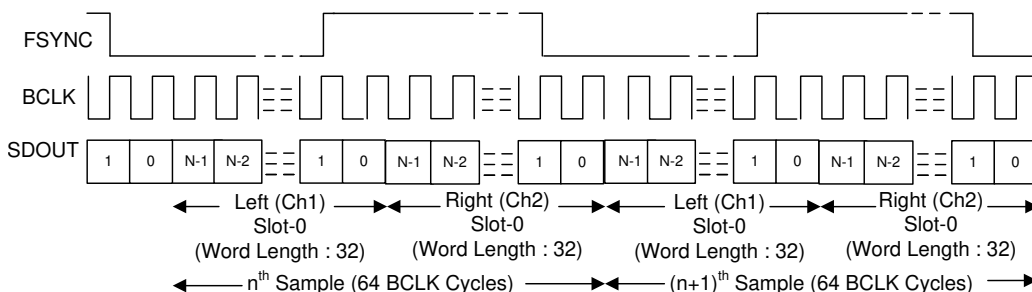 FSYNC
BCLK
SDOUT 1 0 N-1 N-2 1 0 N-1 N-2 1 0 N-1 N-2 1 0 N-1 N-2 1 0
Left (Ch1) Right (Ch2) Left (Ch1) Right (Ch2)
Slot-0 Slot-0 Slot-0 Slot-0
(Word Length : 32) (Word Length : 32) (Word Length : 32) (Word Length : 32)
nth Sample (64 BCLK Cycles) (n+1)th Sample (64 BCLK Cycles)